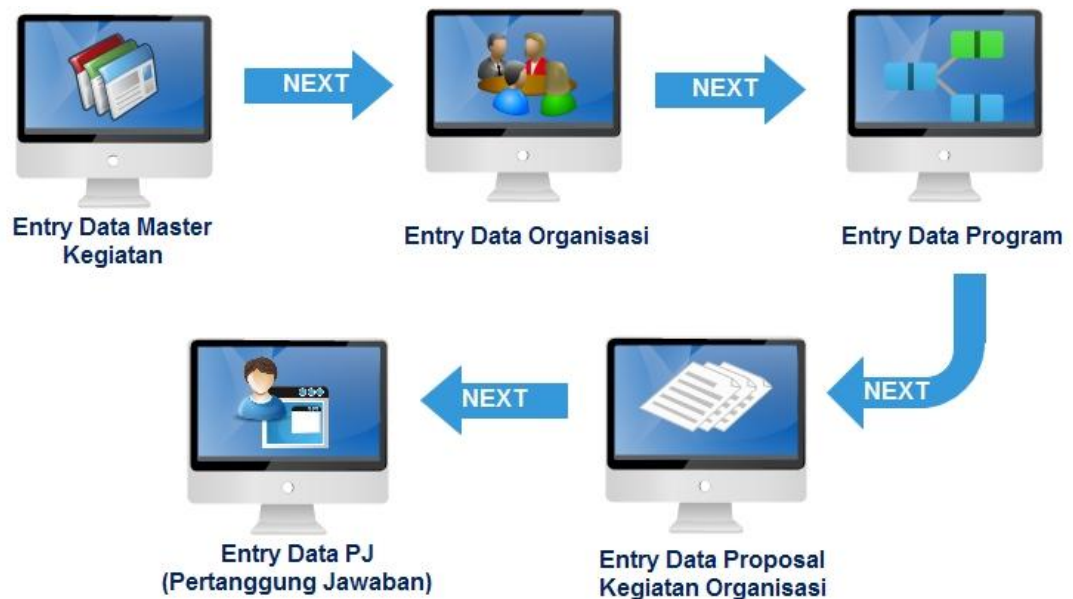 NEXT
NEXT
Entry Data Master
Kegiatan
Entry Data Organisasi
Entry Data Program
NEXT
NEXT
Entry Data PJ
(Pertanggung Jawaban)
Entry Data Proposal
Kegiatan Organisasi